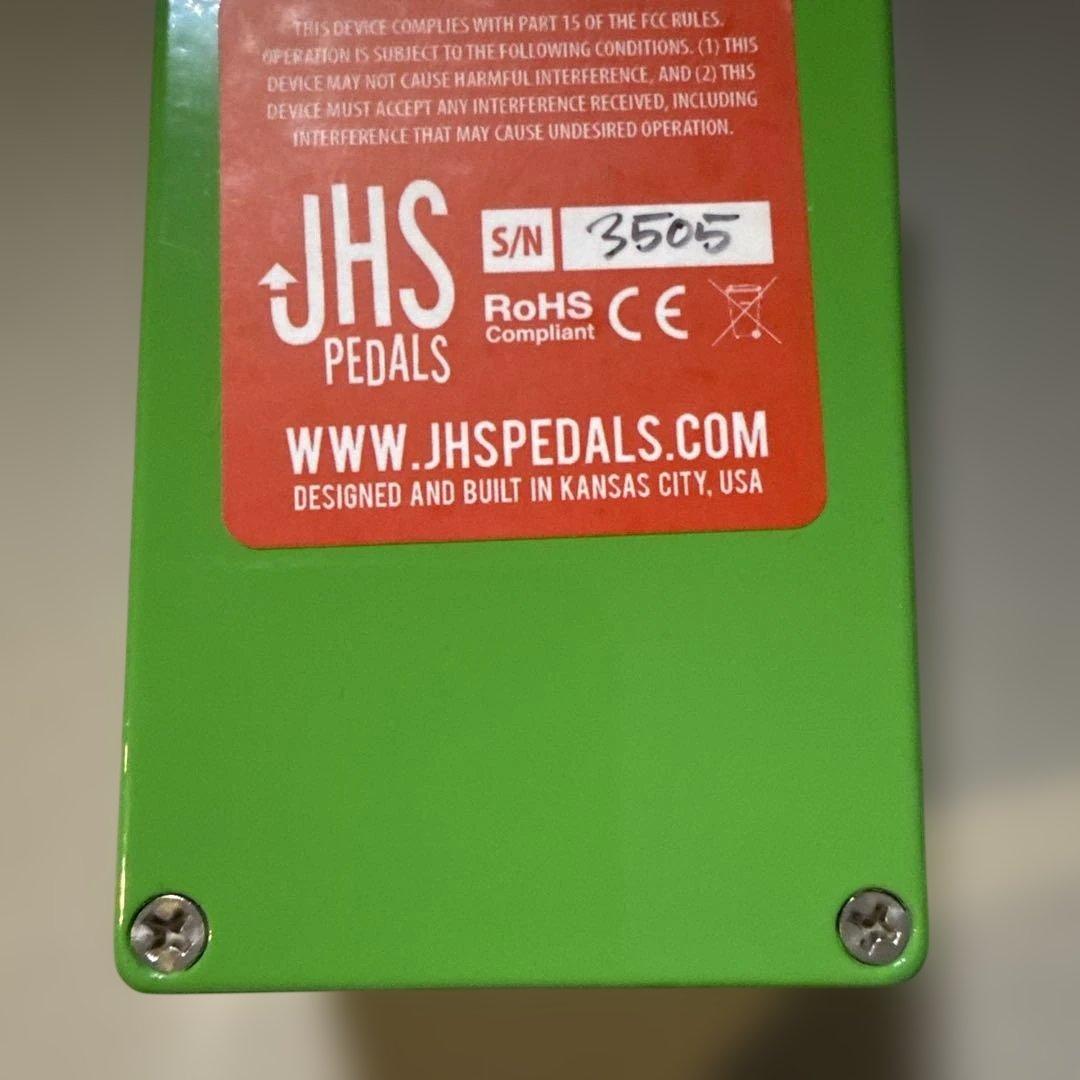 THIS DEVICE COMPLIES WITH PART 15 OF THE FCC RULES.
OPERATION IS SUBJECT TO THE FOLLOWING CONDITIONS. (1) THIS
DEVICE MAY NOT CAUSE HARMFUL INTERFERENCE, AND (2) THIS
DEVICE MUST ACCEPT ANY INTERFERENCE RECEIVED, INCLUDING
INTERFERENCE THAT MAY CAUSE UNDESIRED OPERATION.
JHS
PEDALS
S/N 3505
RoHS
Compliant
CE
WWW.JHSPEDALS.COM
DESIGNED AND BUILT IN KANSAS CITY, USA